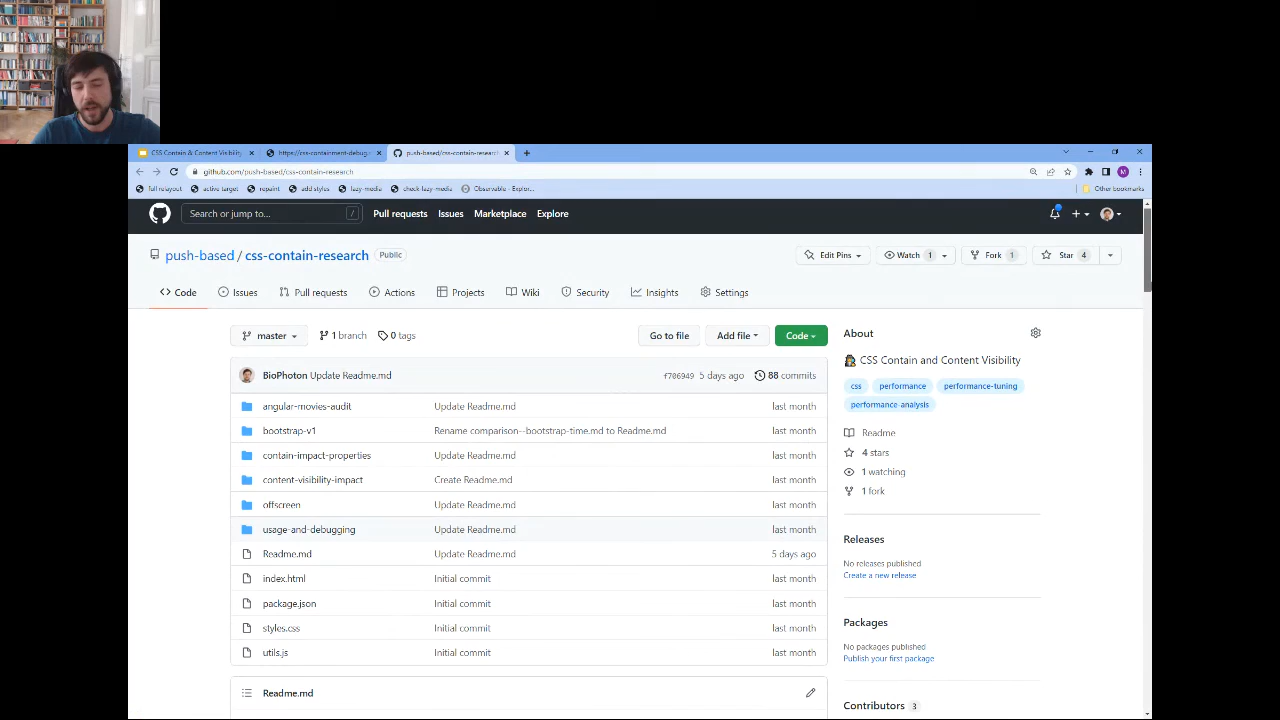 CSS Contain & Content Visibility
https://css-containment-debug.
push-based/css-contain-research
github.com/push-based/css-contain-research
full relayout
active target
repaint
add styles
lazy-media
check-lazy-media
Observable - Explor...
Other bookmarks
Search or jump to...
/
Pull requests
Issues
Marketplace
Explore
push-based / css-contain-research
Public
Edit Pins
Watch 1
Fork 1
Star 4
Code
Issues
Pull requests
Actions
Projects
Wiki
Security
Insights
Settings
master
1 branch
0 tags
Go to file
Add file
Code
BioPhoton Update Readme.md
f706949 5 days ago
88 commits
angular-movies-audit Update Readme.md last month
bootstrap-v1 Rename comparison--bootstrap-time.md to Readme.md last month
contain-impact-properties Update Readme.md last month
content-visibility-impact Create Readme.md last month
offscreen Update Readme.md last month
usage-and-debugging Update Readme.md last month
Readme.md Update Readme.md 5 days ago
index.html Initial commit last month
package.json Initial commit last month
styles.css Initial commit last month
utils.js Initial commit last month
Readme.md
About
CSS Contain and Content Visibility
css performance performance-tuning
performance-analysis
Readme
4 stars
1 watching
1 fork
Releases
No releases published
Create a new release
Packages
No packages published
Publish your first package
Contributors 3
M